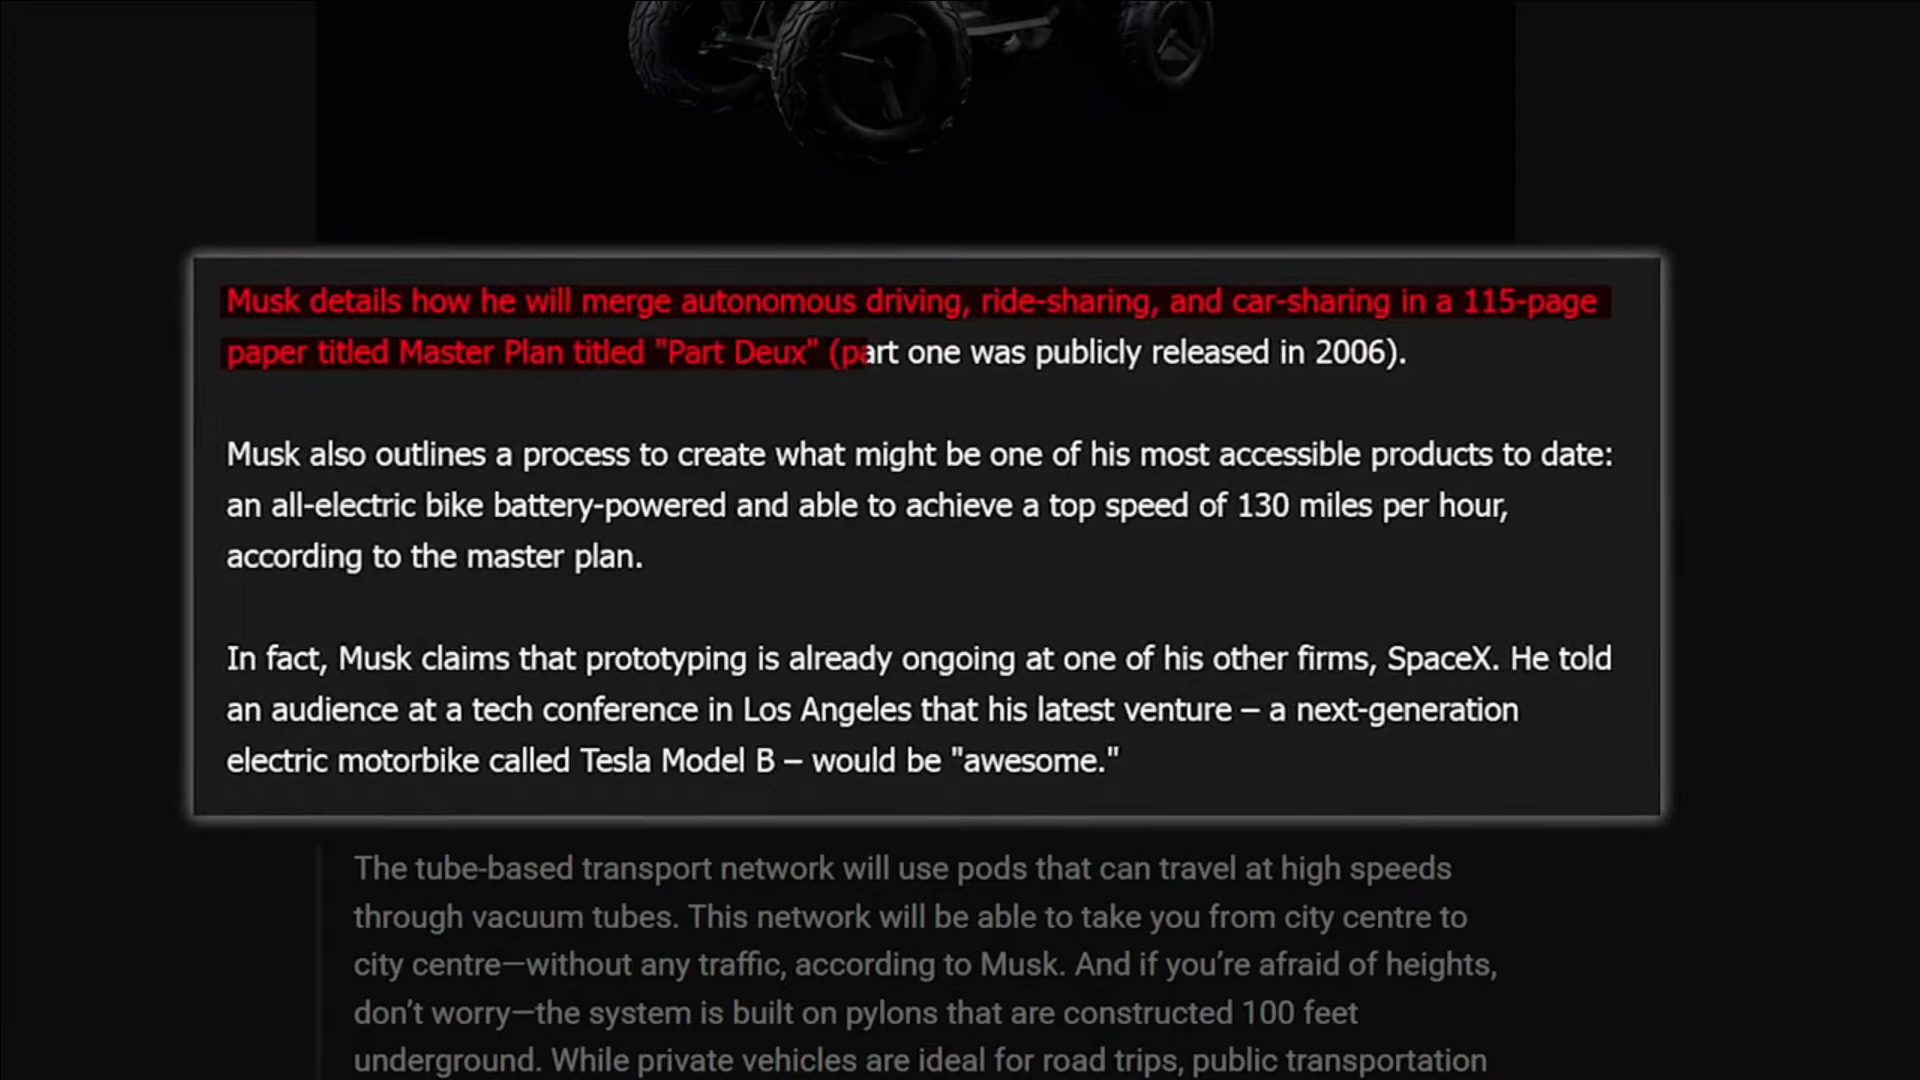 Musk details how he will merge autonomous driving, ride-sharing, and car-sharing in a 115-page
paper titled Master Plan titled "Part Deux" (part one was publicly released in 2006).
Musk also outlines a process to create what might be one of his most accessible products to date:
an all-electric bike battery-powered and able to achieve a top speed of 130 miles per hour,
according to the master plan.
In fact, Musk claims that prototyping is already ongoing at one of his other firms, SpaceX. He told
an audience at a tech conference in Los Angeles that his latest venture – a next-generation
electric motorbike called Tesla Model B – would be "awesome."
The tube-based transport network will use pods that can travel at high speeds
through vacuum tubes. This network will be able to take you from city centre to
city centre—without any traffic, according to Musk. And if you’re afraid of heights,
don’t worry—the system is built on pylons that are constructed 100 feet
underground. While private vehicles are ideal for road trips, public transportation